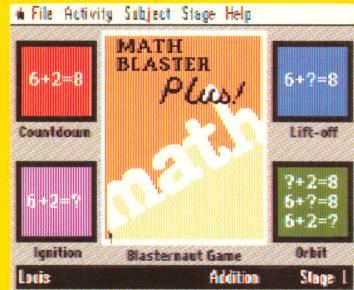 File Activity Subject Stage Help
6+2=8
Countdown
MATH
BLASTER
Plus!
math
6+?=8
Lift-off
6+2=?
Ignition
Blasternaut Game
?+2=8
6+?=8
6+2=?
Orbit
Louis Addition Stage 1